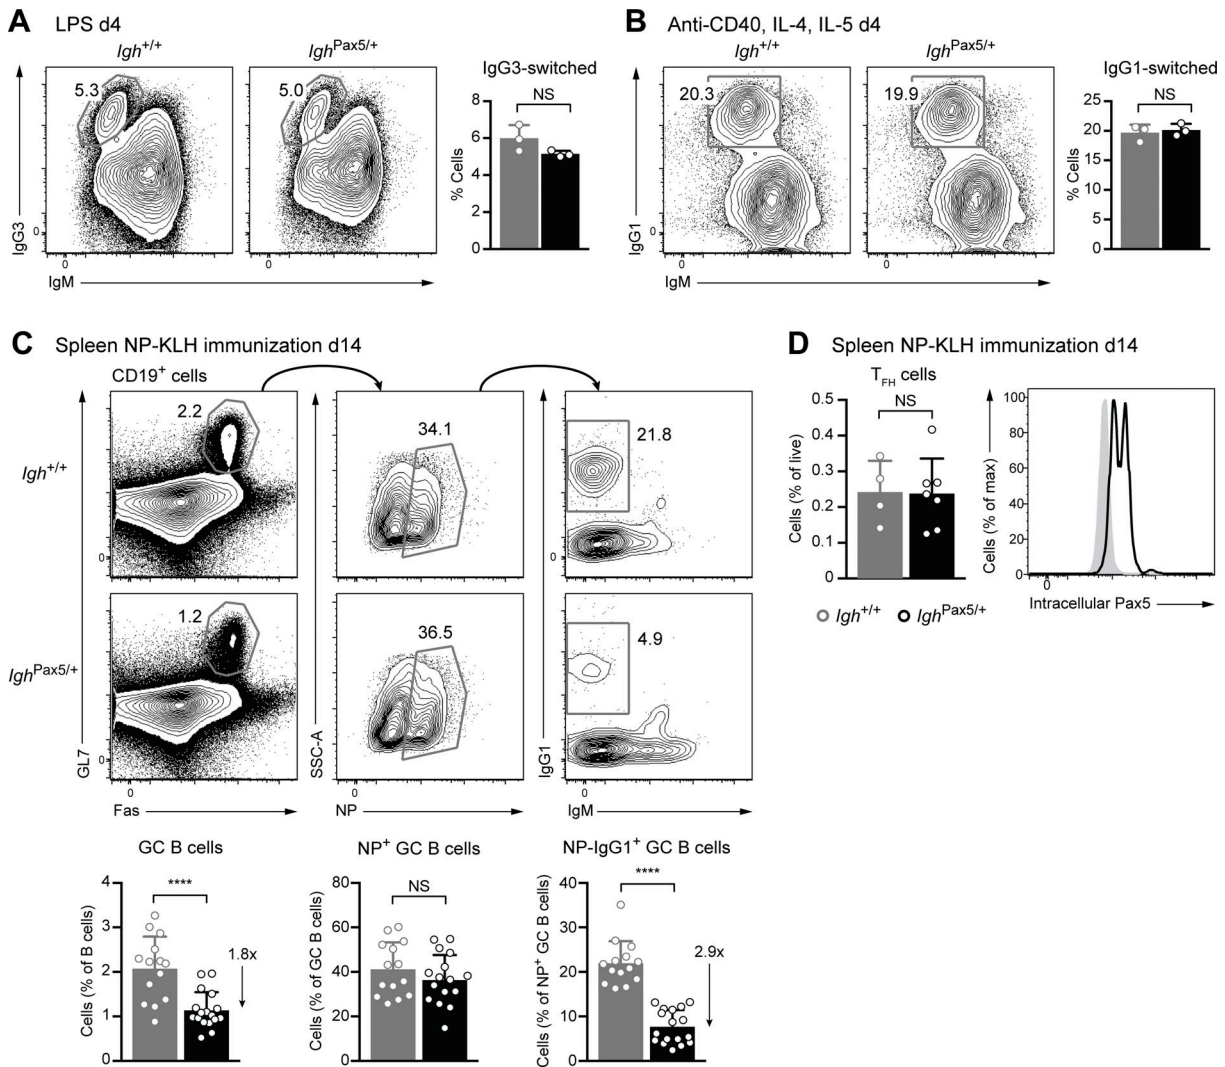 A LPS d4
Igh+/+ IghPax5/+
5.3 5.0
IgG3
0
0 0
IgM
IgG3-switched
NS
% Cells
8
6
4
2
0
B Anti-CD40, IL-4, IL-5 d4
Igh+/+ IghPax5/+
20.3 19.9
IgG1
0
0 0
IgM
IgG1-switched
NS
% Cells
25
20
15
10
5
0
C Spleen NP-KLH immunization d14
CD19+ cells
Igh+/+
2.2 34.1 21.8
0 0
IghPax5/+
1.2 36.5 4.9
GL7 SSC-A IgG1
0 0
0 0 0
Fas NP IgM
GC B cells
****
Cells (% of B cells)
4
3
2
1
0
1.8x
NP+ GC B cells
NS
Cells (% of GC B cells)
80
60
40
20
0
NP-IgG1+ GC B cells
****
Cells (% of NP+ GC B cells)
40
30
20
10
0
2.9x
D Spleen NP-KLH immunization d14
TFH cells
NS
Cells (% of live)
0.5
0.4
0.3
0.2
0.1
0
Igh+/+ IghPax5/+
Cells (% of max)
100
80
60
40
20
0
0
Intracellular Pax5